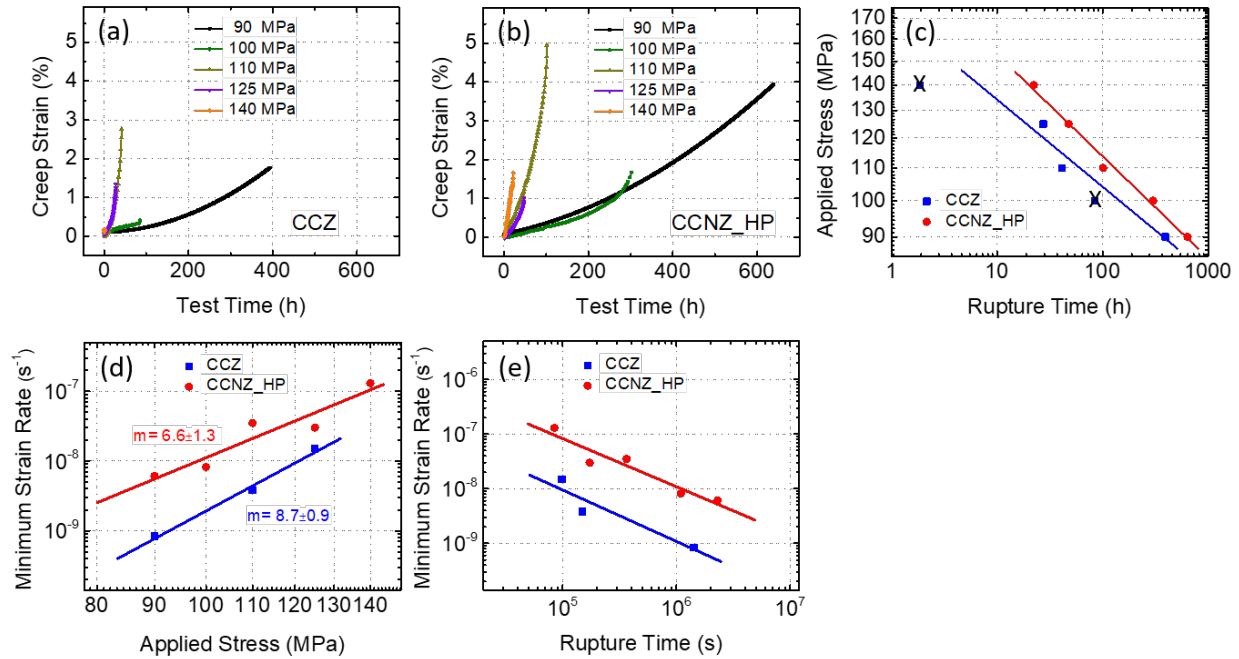 (a)
90 MPa
100 MPa
110 MPa
125 MPa
140 MPa
CCZ
Creep Strain (%)
0
1
2
3
4
5
0 200 400 600
Test Time (h)
(b)
90 MPa
100 MPa
110 MPa
125 MPa
140 MPa
CCNZ_HP
Creep Strain (%)
0
1
2
3
4
5
0 200 400 600
Test Time (h)
(c)
X
X
CCZ
CCNZ_HP
Applied Stress (MPa)
150
140
130
120
110
100
90
1 10 100 1000
Rupture Time (h)
(d)
CCZ
CCNZ_HP
m= 6.6±1.3
m= 8.7±0.9
Minimum Strain Rate (s⁻¹)
10⁻⁷
10⁻⁸
10⁻⁹
80 90 100 110 120 130 140
Applied Stress (MPa)
(e)
CCZ
CCNZ_HP
Minimum Strain Rate (s⁻¹)
10⁻⁶
10⁻⁷
10⁻⁸
10⁻⁹
10⁵ 10⁶ 10⁷
Rupture Time (s)